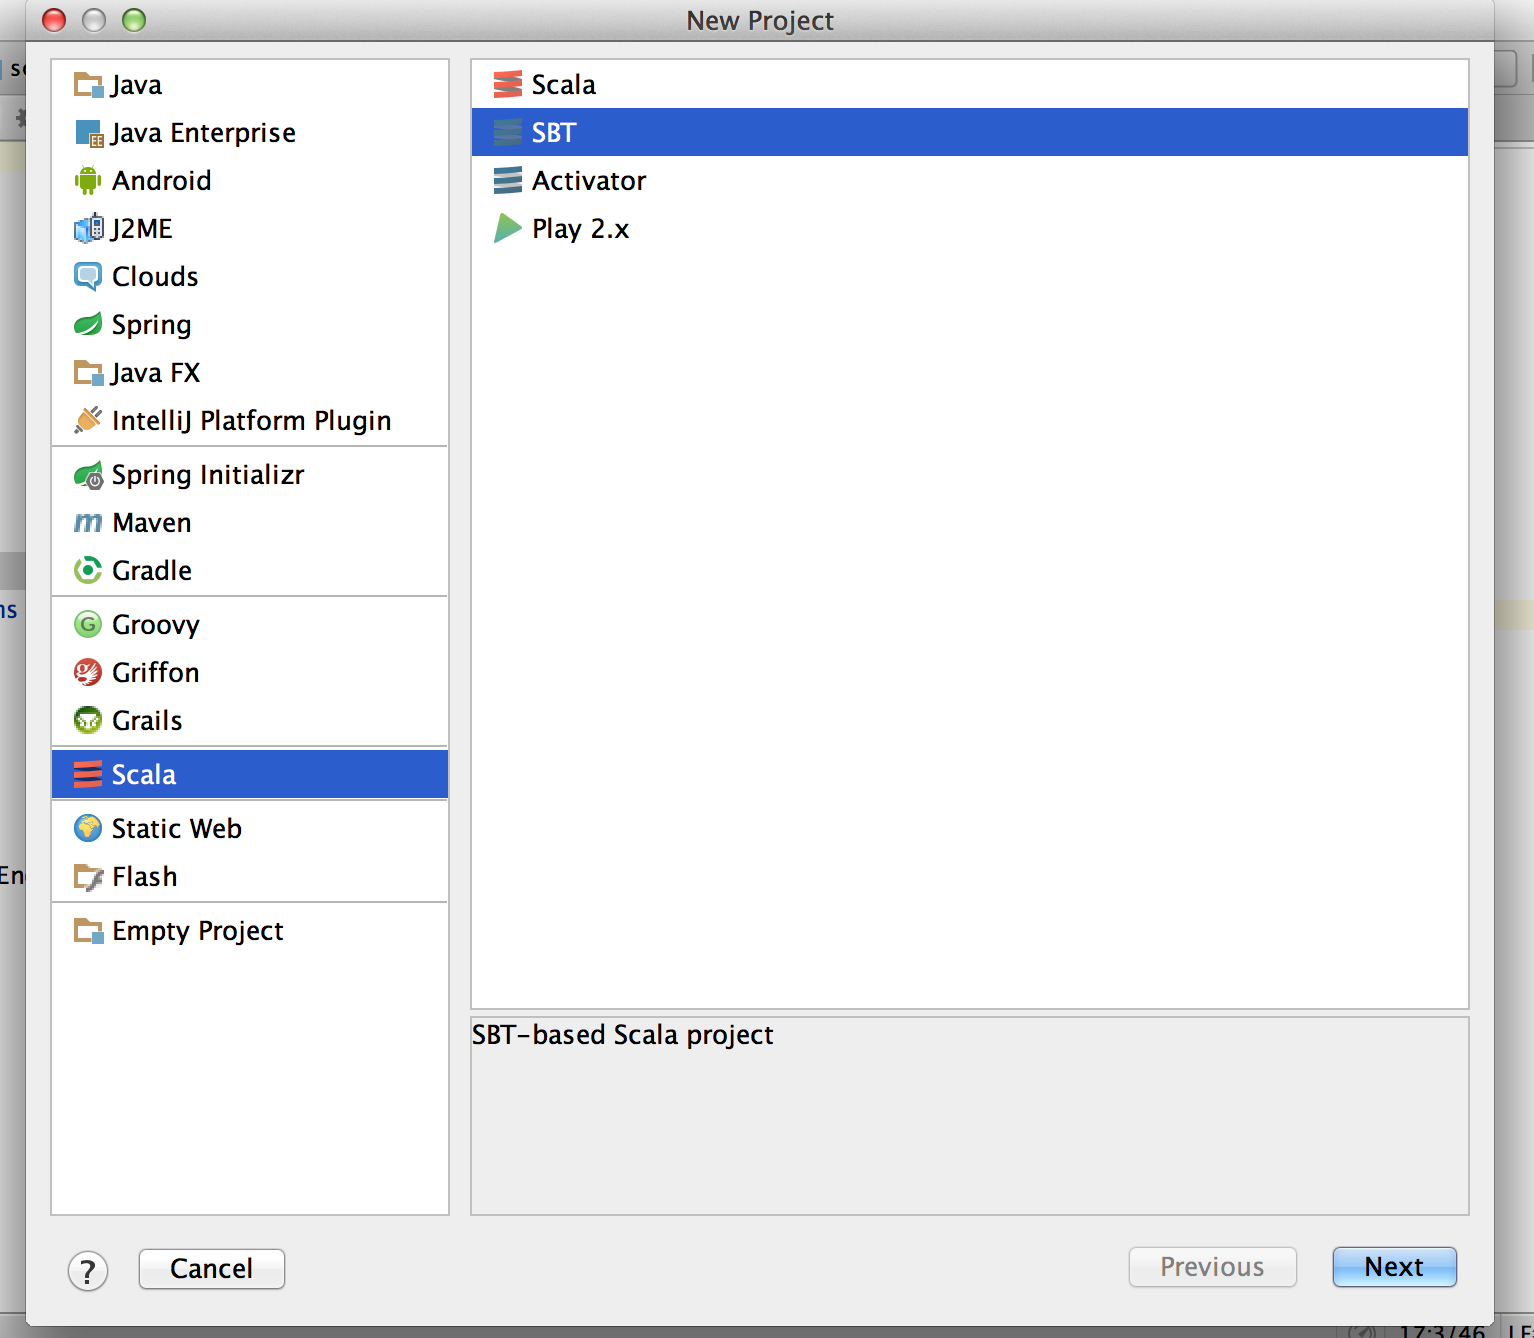 New Project
Java
Java Enterprise
Android
J2ME
Clouds
Spring
Java FX
IntelliJ Platform Plugin
Spring Initializr
Maven
Gradle
Groovy
Griffon
Grails
Scala
Static Web
Flash
Empty Project
Scala
SBT
Activator
Play 2.x
SBT-based Scala project
?
Cancel
Previous
Next